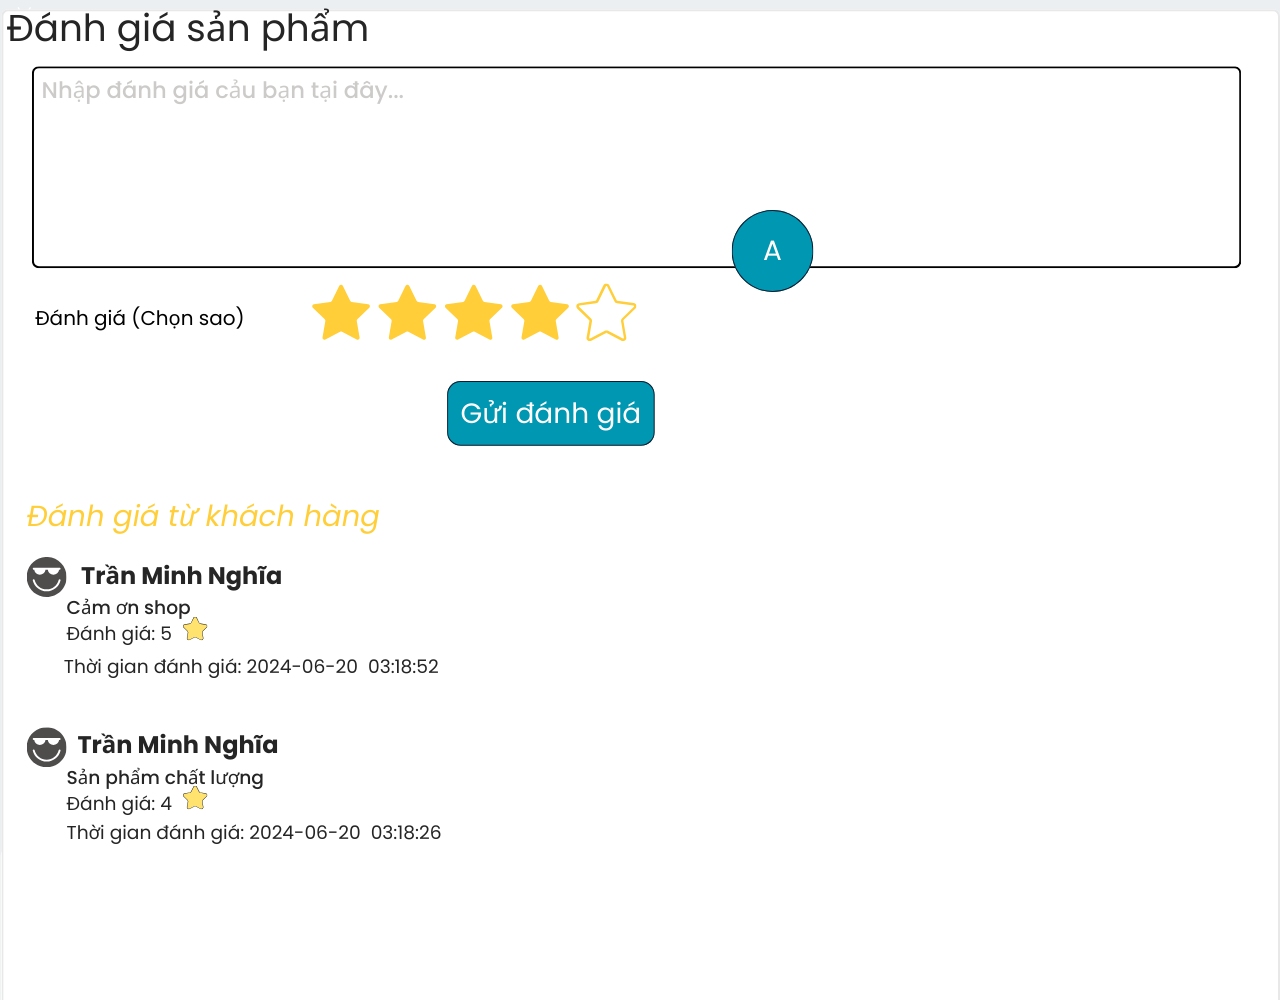 Đánh giá sản phẩm
Nhập đánh giá cảu bạn tại đây...
A
Đánh giá (Chọn sao)
Gửi đánh giá
Đánh giá từ khách hàng
Trần Minh Nghĩa
Cảm ơn shop
Đánh giá: 5
Thời gian đánh giá: 2024-06-20  03:18:52
Trần Minh Nghĩa
Sản phẩm chất lượng
Đánh giá: 4
Thời gian đánh giá: 2024-06-20  03:18:26